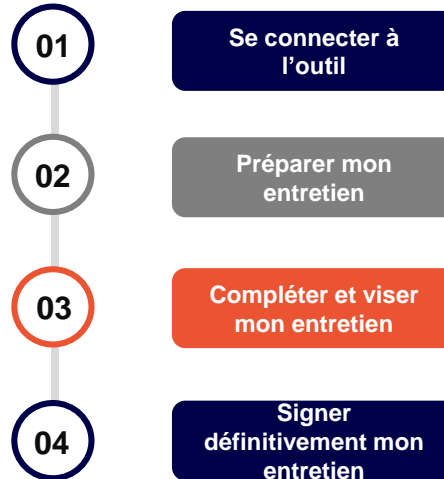 01
Se connecter à
l’outil
02
Préparer mon
entretien
03
Compléter et viser
mon entretien
04
Signer
définitivement mon
entretien